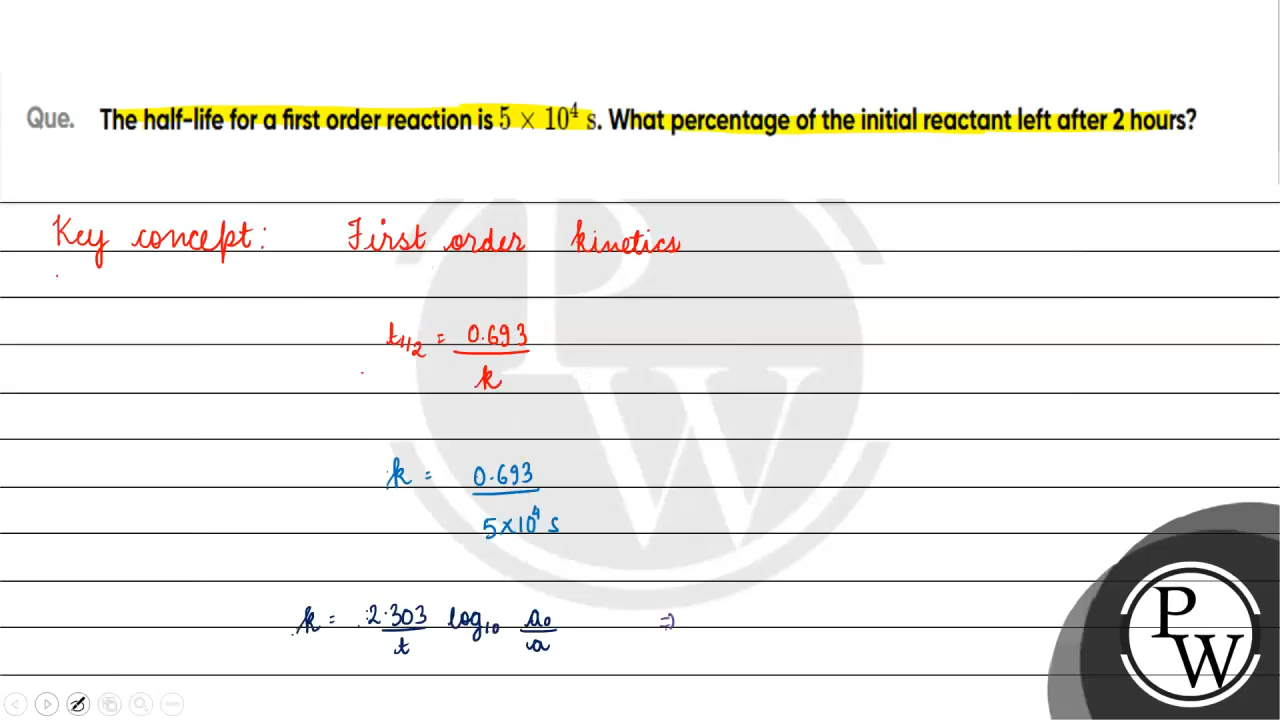 Que. The half-life for a first order reaction is 5 × 10⁴ s. What percentage of the initial reactant left after 2 hours?
Key concept: First order kinetics
t1/2 = 0.693 / k
k = 0.693 / 5×10⁴ s
k = 2.303 / t log₁₀ a₀ / a ⇒
P
W